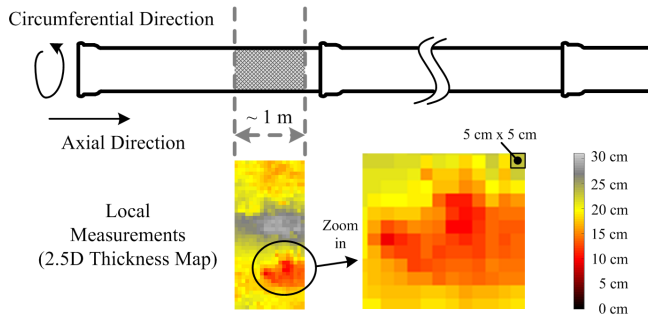 Circumferential Direction
Axial Direction
~ 1 m
5 cm x 5 cm
Local
Measurements
(2.5D Thickness Map)
Zoom
in
30 cm
25 cm
20 cm
15 cm
10 cm
5 cm
0 cm